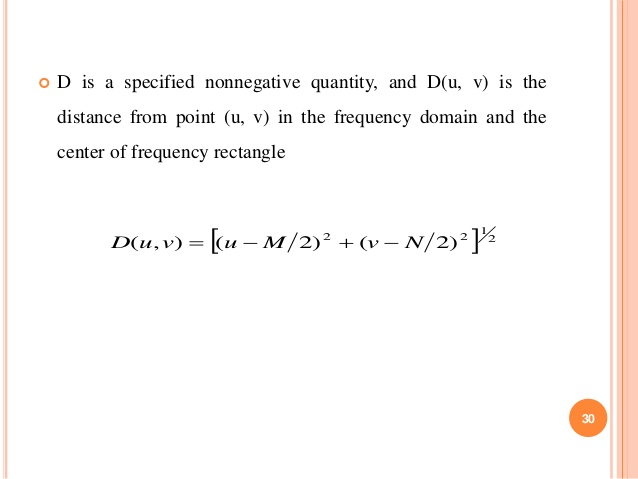 D is a specified nonnegative quantity, and D(u, v) is the
distance from point (u, v) in the frequency domain and the
center of frequency rectangle
D(u, v) = [(u − M/2)² + (v − N/2)²]^1/2
30